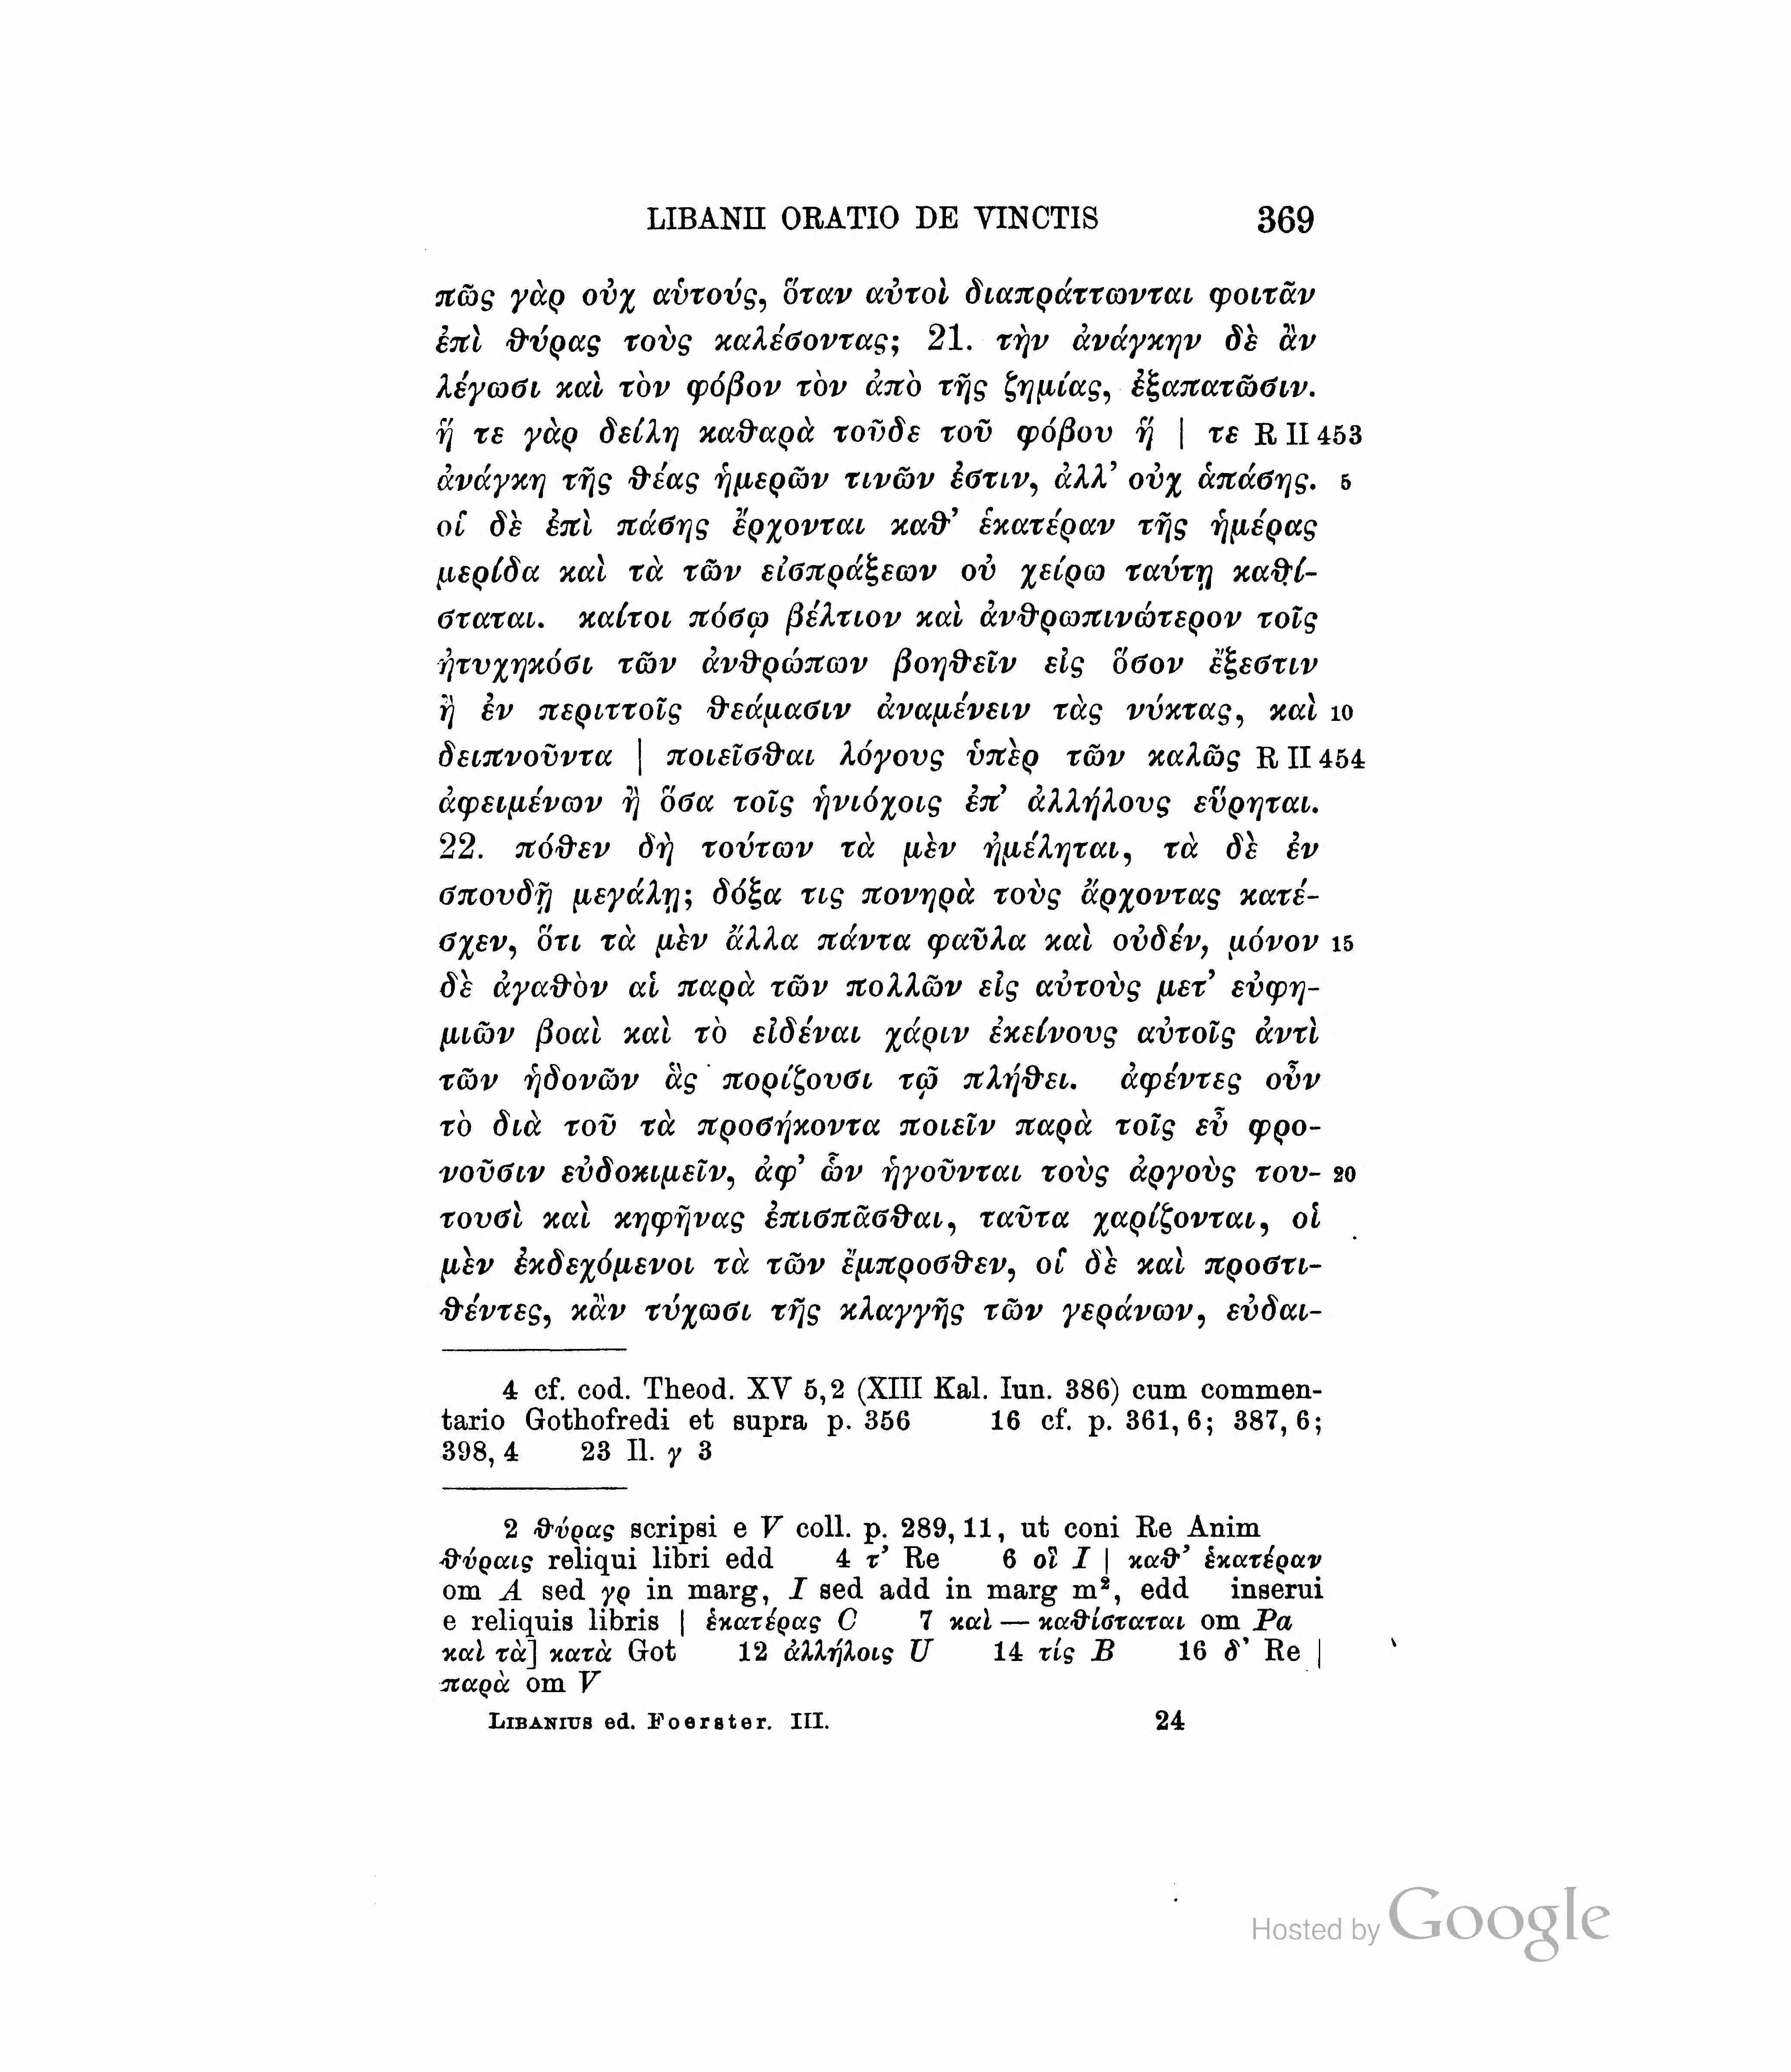 LIBANII ORATIO DE VINCTIS 369
πῶς γὰρ οὐχ αὑτούς, ὅταν αὐτοὶ διαπράττωνται φοιτᾶν
ἐπὶ θύρας τοὺς καλέσοντας; 21. τὴν ἀνάγκην δὲ ἂν
λέγωσι καὶ τὸν φόβον τὸν ἀπὸ τῆς ζημίας, ἐξαπατῶσιν.
ἥ τε γὰρ δείλη καθαρὰ τοῦδε τοῦ φόβου ἥ | τε R II 453
ἀνάγκη τῆς θέας ἡμερῶν τινῶν ἐστιν, ἀλλ’ οὐχ ἁπάσης. 5
οἵ δὲ ἐπὶ πάσης ἔρχονται καθ’ ἑκατέραν τῆς ἡμέρας
μερίδα καὶ τὰ τῶν εἰσπράξεων οὐ χείρω ταύτῃ καθί-
σταται. καίτοι πόσῳ βέλτιον καὶ ἀνθρωπινώτερον τοῖς
ἠτυχηκόσι τῶν ἀνθρώπων βοηθεῖν εἰς ὅσον ἔξεστιν
ἢ ἐν περιττοῖς θεάμασιν ἀναμένειν τὰς νύκτας, καὶ 10
δειπνοῦντα | ποιεῖσθαι λόγους ὑπὲρ τῶν καλῶς R II 454
ἀφειμένων ἢ ὅσα τοῖς ἡνιόχοις ἐπ’ ἀλλήλους εὕρηται.
22. πόθεν δὴ τούτων τὰ μὲν ἠμέληται, τὰ δὲ ἐν
σπουδῇ μεγάλῃ; δόξα τις πονηρὰ τοὺς ἄρχοντας κατέ-
σχεν, ὅτι τὰ μὲν ἄλλα πάντα φαῦλα καὶ οὐδέν, μόνον 15
δὲ ἀγαθὸν αἱ παρὰ τῶν πολλῶν εἰς αὐτοὺς μετ’ εὐφη-
μιῶν βοαὶ καὶ τὸ εἰδέναι χάριν ἐκείνους αὐτοῖς ἀντὶ
τῶν ἡδονῶν ἃς πορίζουσι τῷ πλήθει. ἀφέντες οὖν
τὸ διὰ τοῦ τὰ προσήκοντα ποιεῖν παρὰ τοῖς εὖ φρο-
νοῦσιν εὐδοκιμεῖν, ἀφ’ ὧν ἡγοῦνται τοὺς ἀργοὺς του- 20
τουσὶ καὶ κηφῆνας ἐπισπᾶσθαι, ταῦτα χαρίζονται, οἱ
μὲν ἐκδεχόμενοι τὰ τῶν ἔμπροσθεν, οἵ δὲ καὶ προστι-
θέντες, κἂν τύχωσι τῆς κλαγγῆς τῶν γεράνων, εὐδαι-
4 cf. cod. Theod. XV 5,2 (XIII Kal. Iun. 386) cum commen-
tario Gothofredi et supra p. 356 16 cf. p. 361, 6; 387, 6;
398, 4 23 Il. γ 3
2 θύρας scripsi e V coll. p. 289, 11, ut coni Re Anim
θύραις reliqui libri edd 4 τ’ Re 6 οἳ I | καθ’ ἑκατέραν
om A sed γρ in marg, I sed add in marg m², edd inserui
e reliquis libris | ἑκατέρας C 7 καὶ — καθίσταται om Pa
καὶ τὰ] κατὰ Got 12 ἀλλήλοις U 14 τίς B 16 δ’ Re |
παρὰ om V
LIBANIUS ed. Foerster. III. 24
Hosted by Google